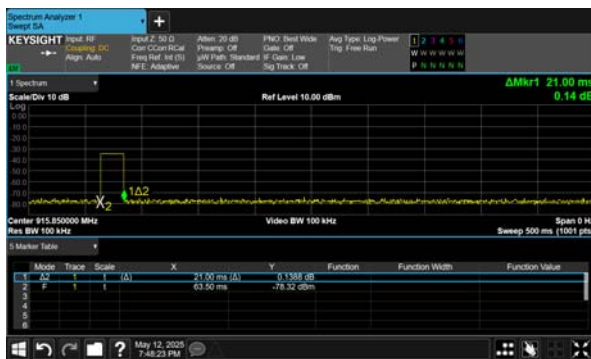 Spectrum Analyzer 1
Swept SA
+
KEYSIGHT Input: RF Input Z: 50 Ω Atten: 20 dB PNO: Best Wide Avg Type: Log-Power 1 2 3 4 5 6
Coupling: DC Corr CCorr RCal Preamp: Off Gate: Off Trig: Free Run W W W W W W
Align: Auto Freq Ref: Int (S) µW Path: Standard IF Gain: Low P N N N N N
NFE: Adaptive Source: Off Sig Track: Off
1 Spectrum ΔMkr1 21.00 ms
Scale/Div 10 dB Ref Level 10.00 dBm 0.14 dB
Log
0.00
-10.0
-20.0
-30.0
-40.0
-50.0
-60.0
-70.0
-80.0
1Δ2
X2
Center 915.850000 MHz Video BW 100 kHz Span 0 Hz
Res BW 100 kHz Sweep 500 ms (1001 pts)
5 Marker Table
Mode Trace Scale X Y Function Function Width Function Value
1 Δ2 1 t (Δ) 21.00 ms (Δ) 0.1388 dB
2 F 1 t 63.50 ms -78.32 dBm
3
4
5
6
? May 12, 2025
7:48:23 PM